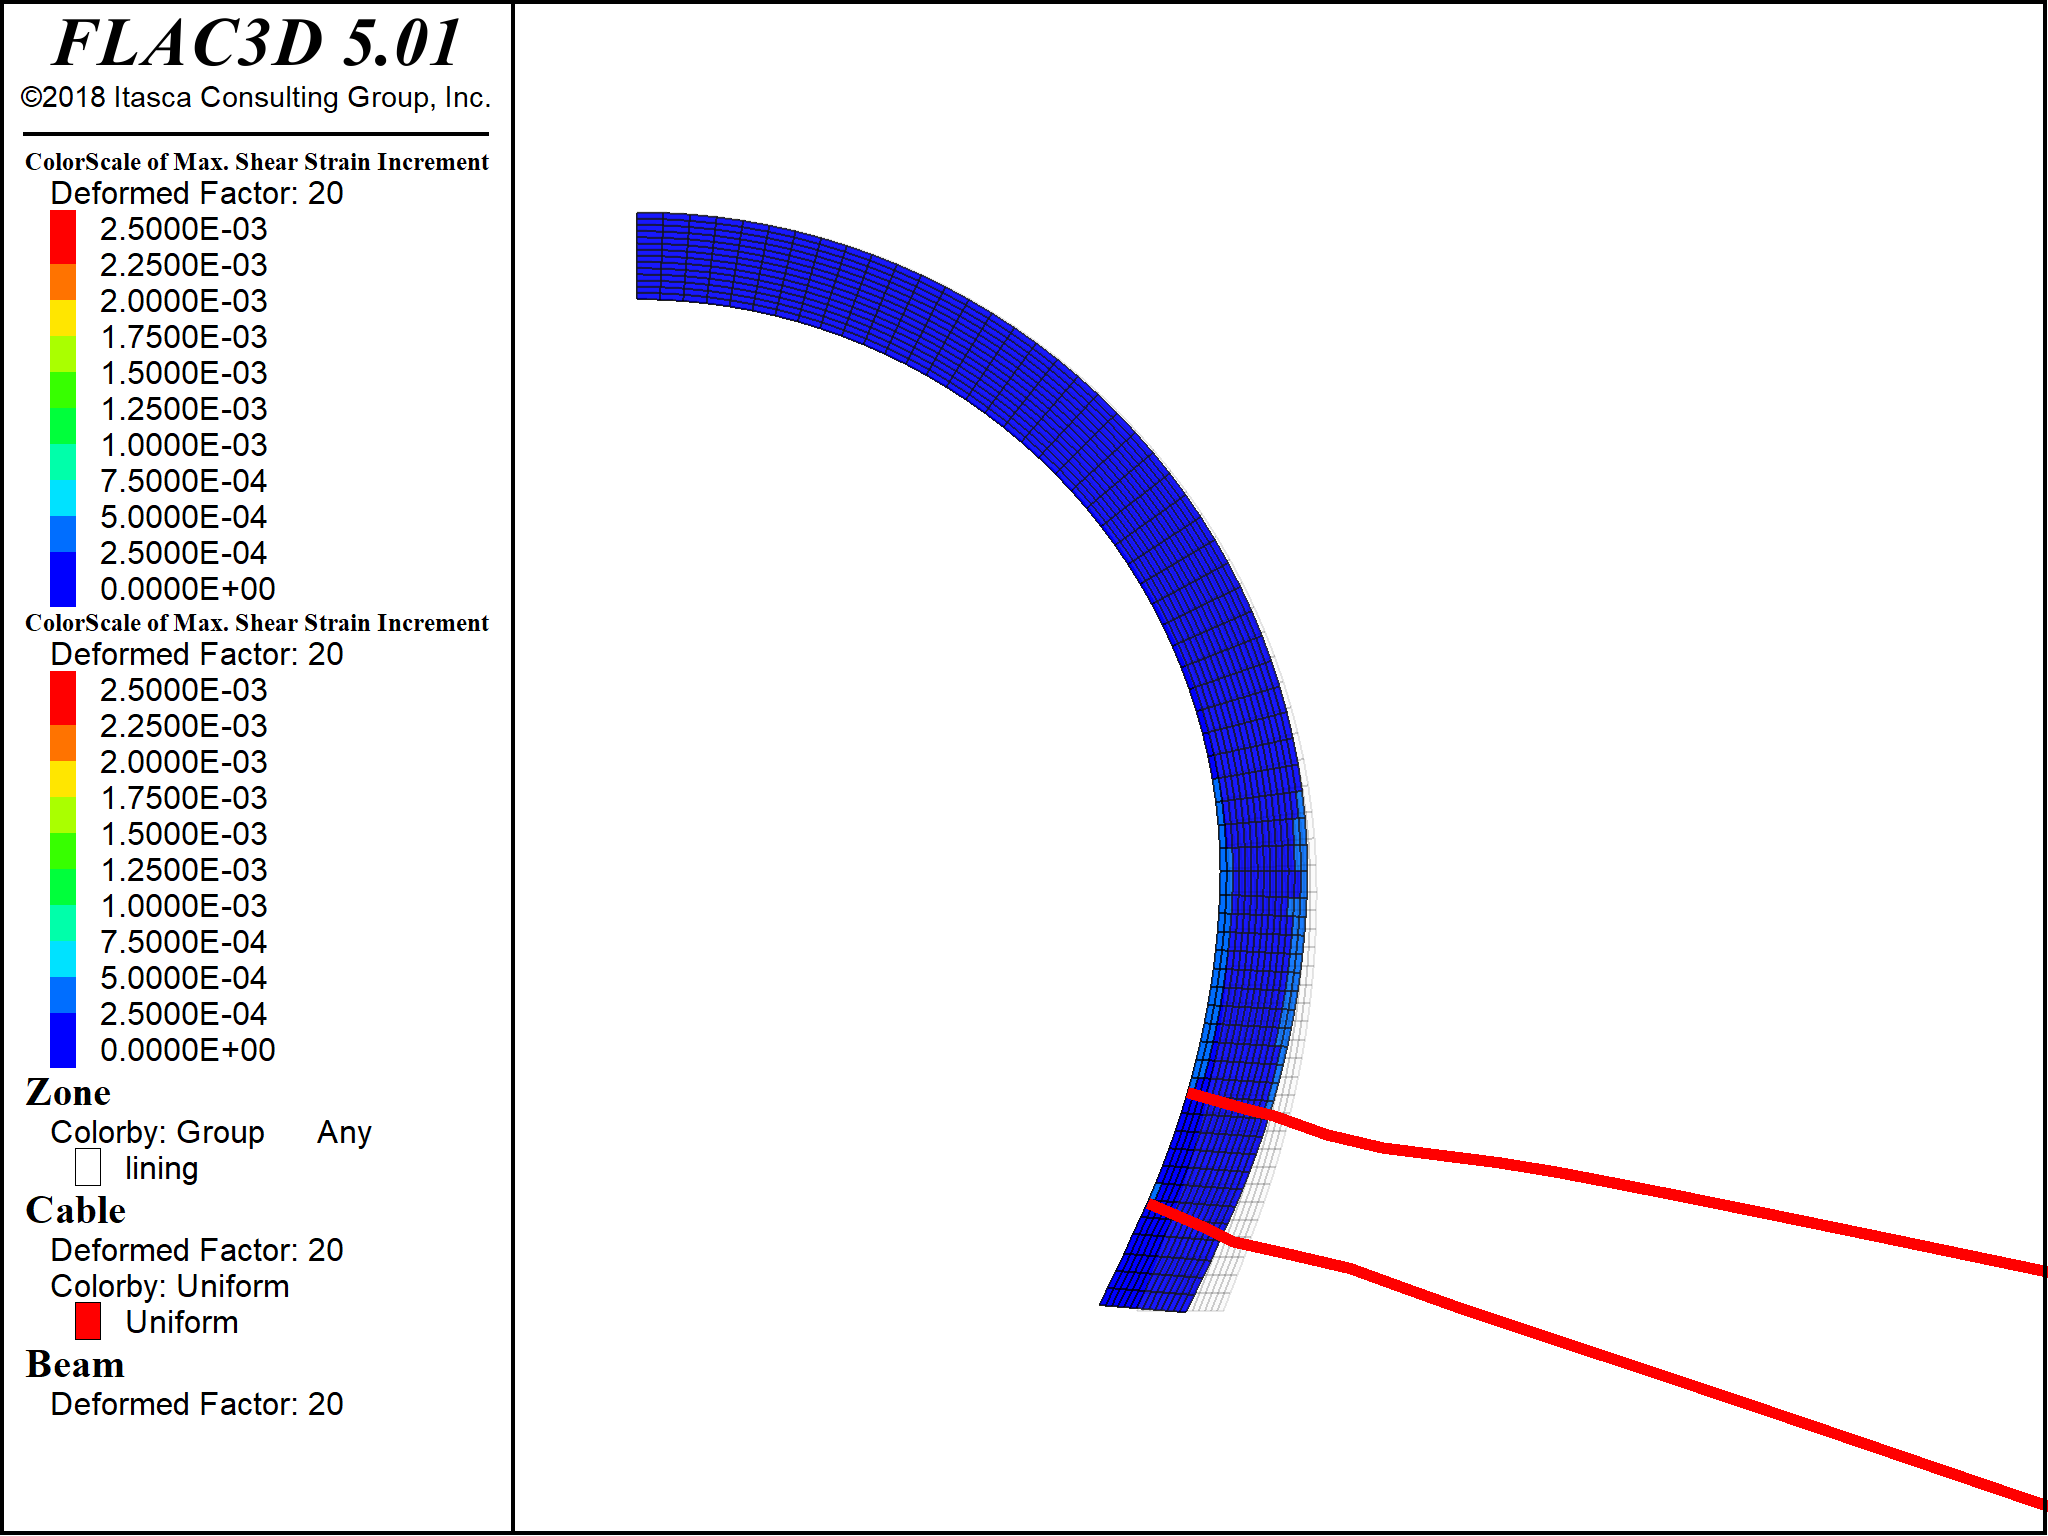 FLAC3D 5.01
©2018 Itasca Consulting Group, Inc.
ColorScale of Max. Shear Strain Increment
Deformed Factor: 20
2.5000E-03
2.2500E-03
2.0000E-03
1.7500E-03
1.5000E-03
1.2500E-03
1.0000E-03
7.5000E-04
5.0000E-04
2.5000E-04
0.0000E+00
ColorScale of Max. Shear Strain Increment
Deformed Factor: 20
2.5000E-03
2.2500E-03
2.0000E-03
1.7500E-03
1.5000E-03
1.2500E-03
1.0000E-03
7.5000E-04
5.0000E-04
2.5000E-04
0.0000E+00
Zone
Colorby: Group Any
lining
Cable
Deformed Factor: 20
Colorby: Uniform
Uniform
Beam
Deformed Factor: 20